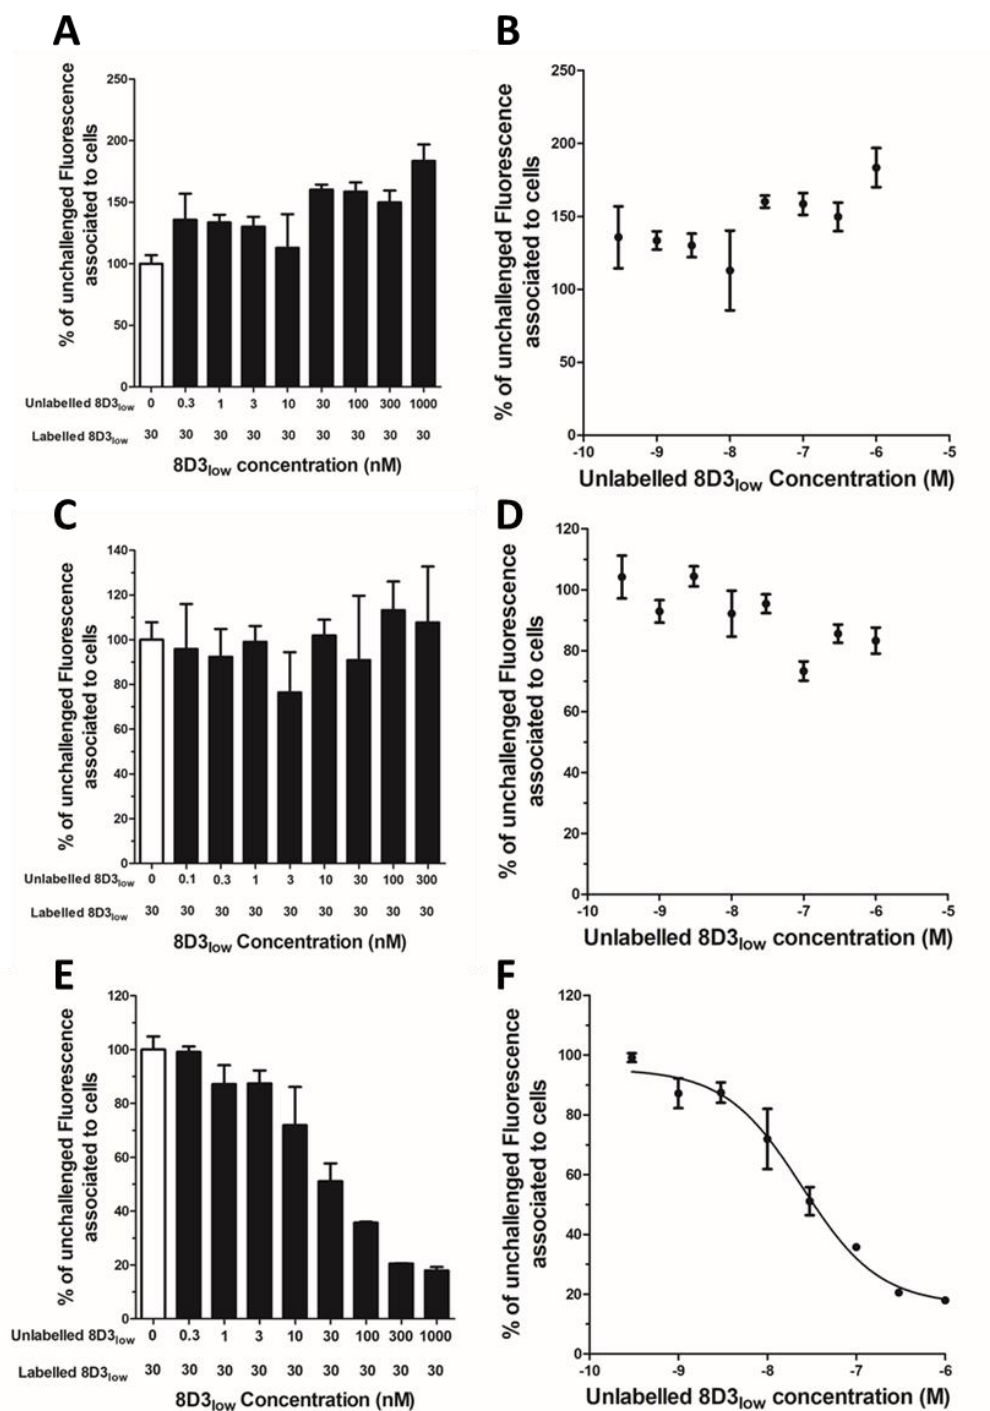 A
% of unchallenged Fluorescence
associated to cells
250
200
150
100
50
0
Unlabelled 8D3low 0 0.3 1 3 10 30 100 300 1000
Labelled 8D3low 30 30 30 30 30 30 30 30 30
8D3low concentration (nM)
B
% of unchallenged Fluorescence
associated to cells
250
200
150
100
50
0
-10 -9 -8 -7 -6 -5
Unlabelled 8D3low Concentration (M)
C
% of unchallenged Fluorescence
associated to cells
140
120
100
80
60
40
20
0
Unlabelled 8D3low 0 0.1 0.3 1 3 10 30 100 300
Labelled 8D3low 30 30 30 30 30 30 30 30 30
8D3low Concentration (nM)
D
% of unchallenged Fluorescence
associated to cells
120
100
80
60
40
20
0
-10 -9 -8 -7 -6 -5
Unlabelled 8D3low concentration (M)
E
% of unchallenged Fluorescence
associated to cells
120
100
80
60
40
20
0
Unlabelled 8D3low 0 0.3 1 3 10 30 100 300 1000
Labelled 8D3low 30 30 30 30 30 30 30 30 30
8D3low Concentration (nM)
F
% of unchallenged Fluorescence
associated to cells
120
100
80
60
40
20
0
-10 -9 -8 -7 -6
Unlabelled 8D3low concentration (M)